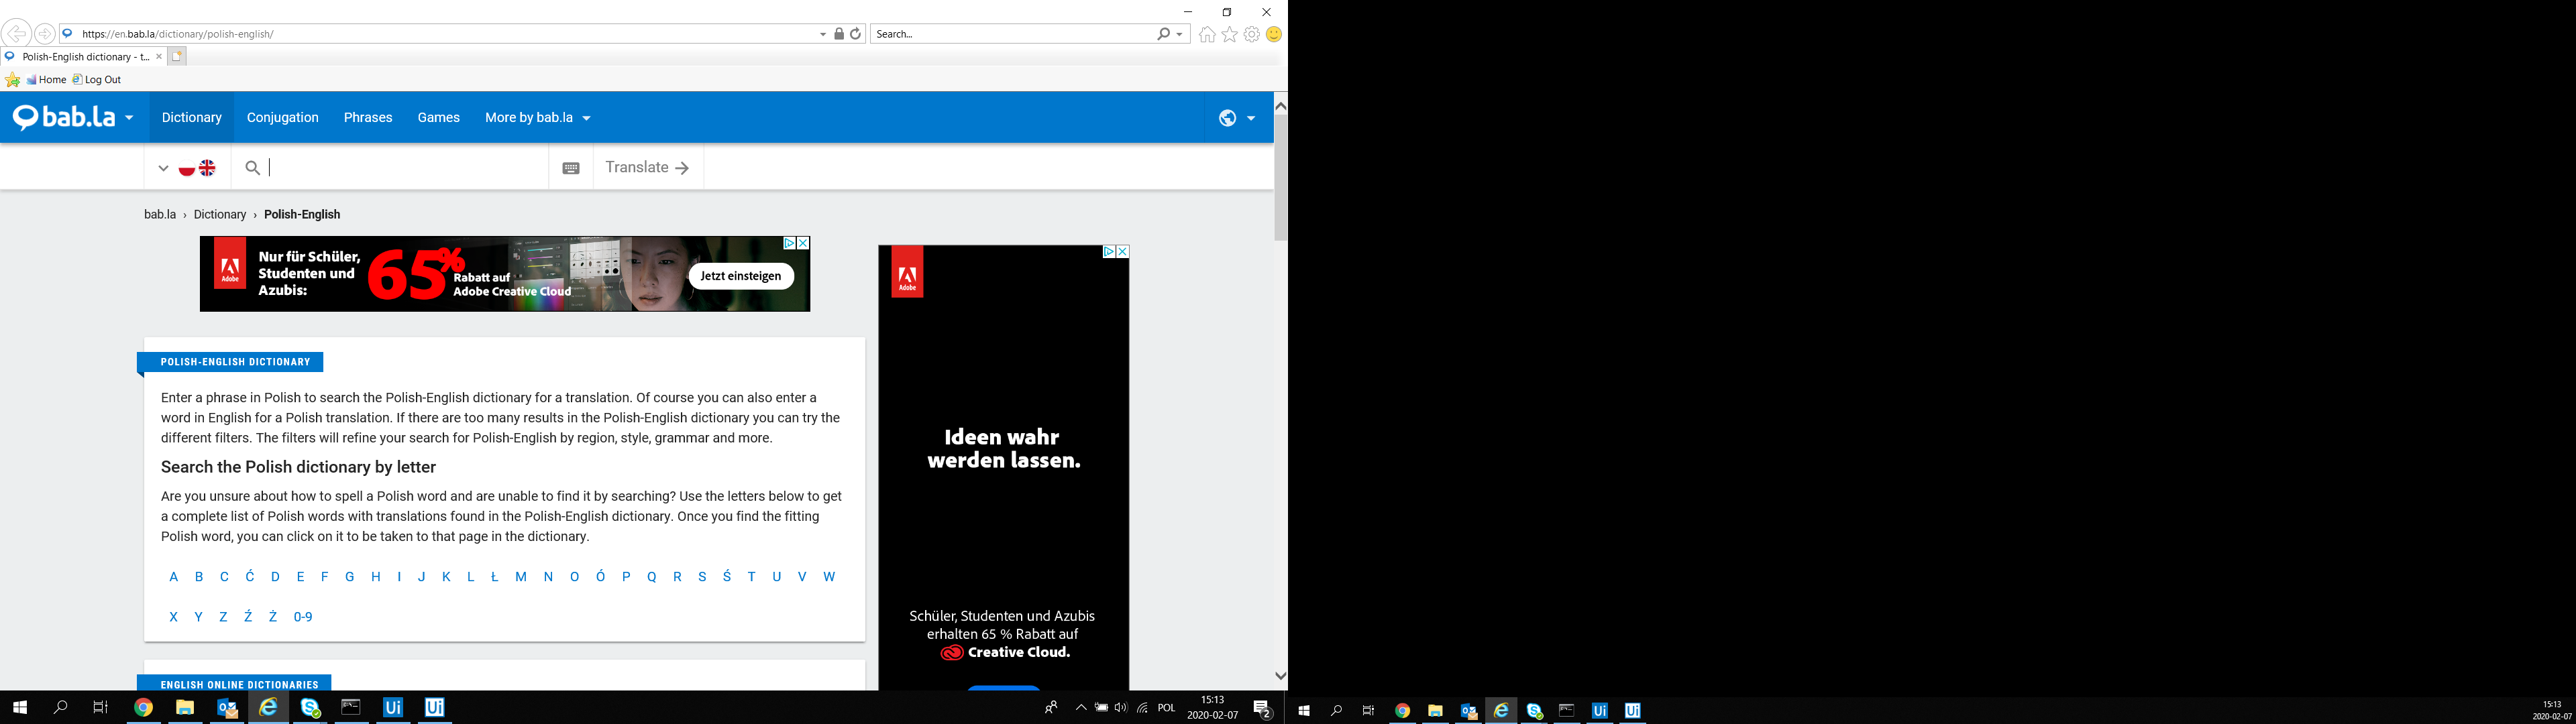 https://en.bab.la/dictionary/polish-english/
Search...
Polish-English dictionary - t...
Home Log Out
bab.la Dictionary Conjugation Phrases Games More by bab.la
Translate
bab.la › Dictionary › Polish-English
Adobe
Nur für Schüler,
Studenten und
Azubis:
65%
Rabatt auf
Adobe Creative Cloud
Jetzt einsteigen
POLISH-ENGLISH DICTIONARY
Enter a phrase in Polish to search the Polish-English dictionary for a translation. Of course you can also enter a
word in English for a Polish translation. If there are too many results in the Polish-English dictionary you can try the
different filters. The filters will refine your search for Polish-English by region, style, grammar and more.
Search the Polish dictionary by letter
Are you unsure about how to spell a Polish word and are unable to find it by searching? Use the letters below to get
a complete list of Polish words with translations found in the Polish-English dictionary. Once you find the fitting
Polish word, you can click on it to be taken to that page in the dictionary.
A B C Ć D E F G H I J K L Ł M N O Ó P Q R S Ś T U V W
X Y Z Ź Ż 0-9
ENGLISH ONLINE DICTIONARIES
Adobe
Ideen wahr
werden lassen.
Schüler, Studenten und Azubis
erhalten 65 % Rabatt auf
Creative Cloud.
Ui Ui
POL
15:13
2020-02-07
2
Ui Ui
15:13
2020-02-07